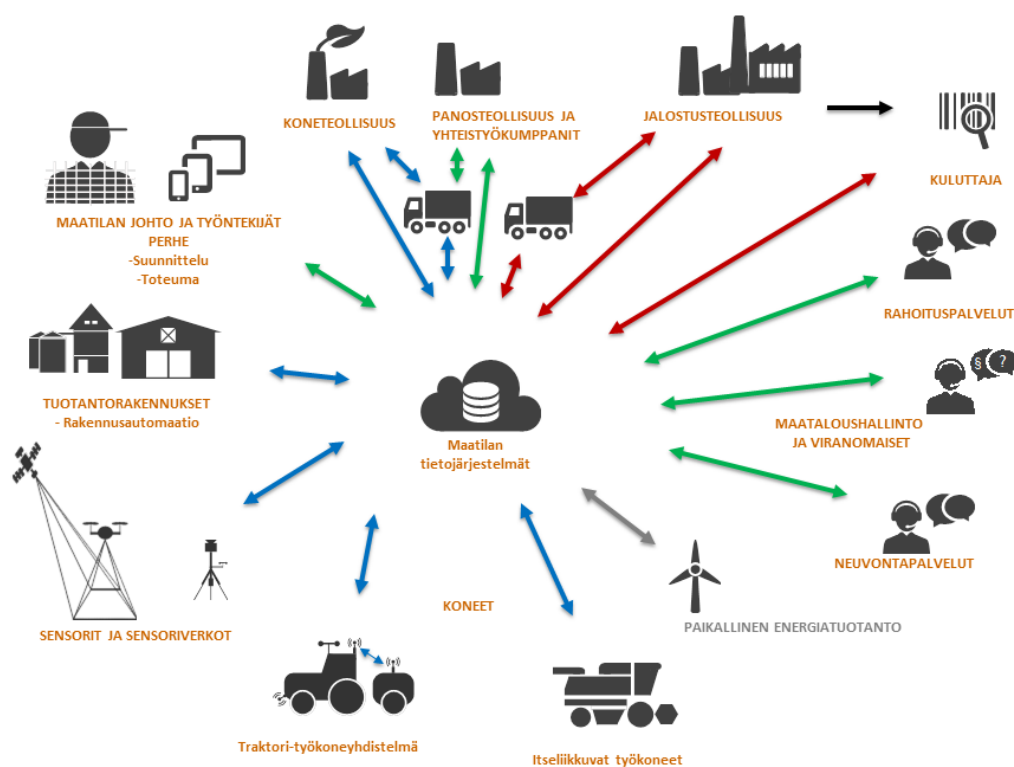 KONETEOLLISUUS
PANOSTEOLLISUUS JA
YHTEISTYÖKUMPPANIT
JALOSTUSTEOLLISUUS
KULUTTAJA
MAATILAN JOHTO JA TYÖNTEKIJÄT
PERHE
-Suunnittelu
-Toteuma
RAHOITUSPALVELUT
TUOTANTORAKENNUKSET
- Rakennusautomaatio
§ ?
MAATALOUSHALLINTO
JA VIRANOMAISET
Maatilan
tietojärjestelmät
NEUVONTAPALVELUT
SENSORIT JA SENSORIVERKOT
KONEET
PAIKALLINEN ENERGIATUOTANTO
Traktori-työkoneyhdistelmä
Itseliikkuvat työkoneet